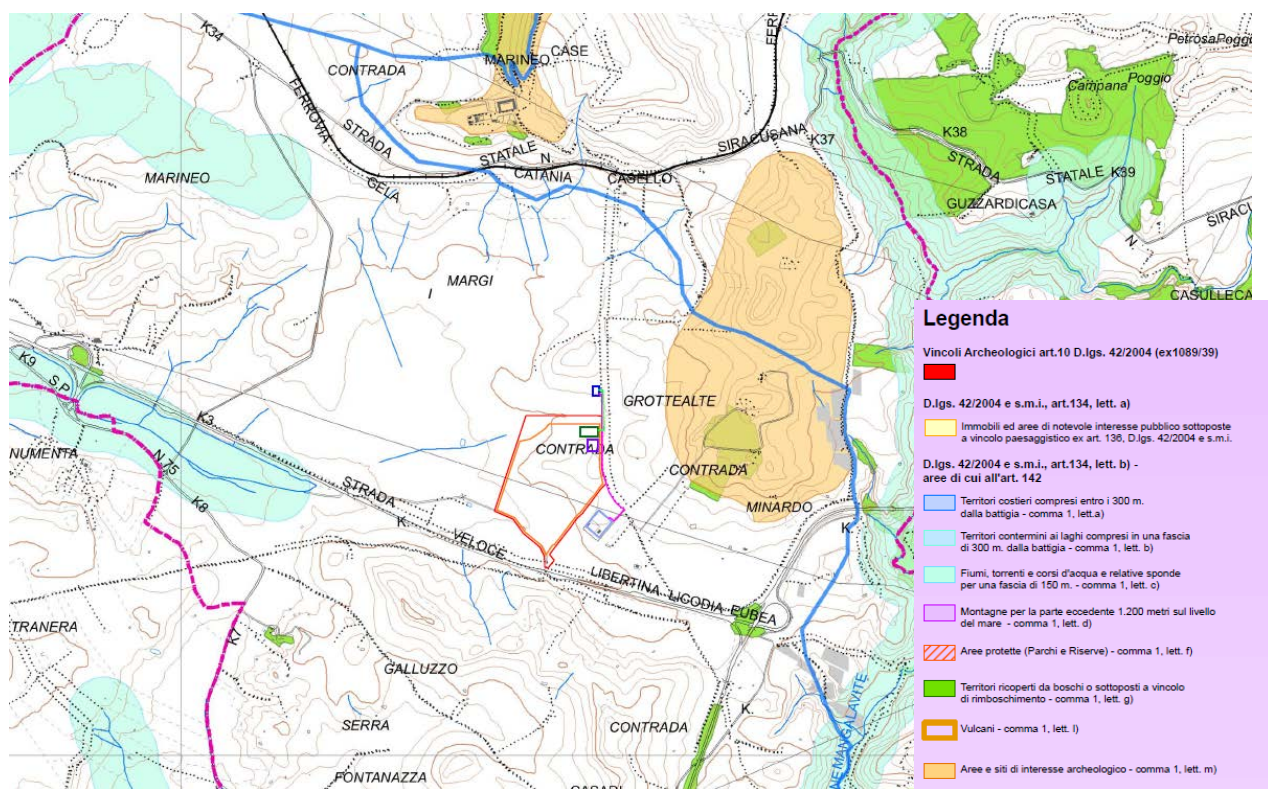 K34
CONTRADA
CASE
MARINEO
FERR
Petrosa
Poggio
Campana
Poggio
FERROVIA
STRADA
STATALE
N.
CATANIA
GELA
CASELLO
SIRACUSANA
K37
K38
STRADA
STATALE
K39
GUZZARDICASA
N.
SIRACU
CASULLECA
MARINEO
MARGI
I
K9
S.P.
K3
NUMENTA
N.75
K8
STRADA
K.
VELOCE
LIBERTINA
LICODIA
EUBEA
GROTTEALTE
CONTRADA
CONTRADA
MINARDO
K.
TRANERA
K7
GALLUZZO
SERRA
FONTANAZZA
CONTRADA
K.
CASARI
MANGALAVITE
Legenda
Vincoli Archeologici art.10 D.lgs. 42/2004 (ex1089/39)
D.lgs. 42/2004 e s.m.i., art.134, lett. a)
Immobili ed aree di notevole interesse pubblico sottoposte
a vincolo paesaggistico ex art. 136, D.lgs. 42/2004 e s.m.i.
D.lgs. 42/2004 e s.m.i., art.134, lett. b) -
aree di cui all'art. 142
Territori costieri compresi entro i 300 m.
dalla battigia - comma 1, lett.a)
Territori contermini ai laghi compresi in una fascia
di 300 m. dalla battigia - comma 1, lett. b)
Fiumi, torrenti e corsi d'acqua e relative sponde
per una fascia di 150 m. - comma 1, lett. c)
Montagne per la parte eccedente 1.200 metri sul livello
del mare - comma 1, lett. d)
Aree protette (Parchi e Riserve) - comma 1, lett. f)
Territori ricoperti da boschi o sottoposti a vincolo
di rimboschimento - comma 1, lett. g)
Vulcani - comma 1, lett. l)
Aree e siti di interesse archeologico - comma 1, lett. m)